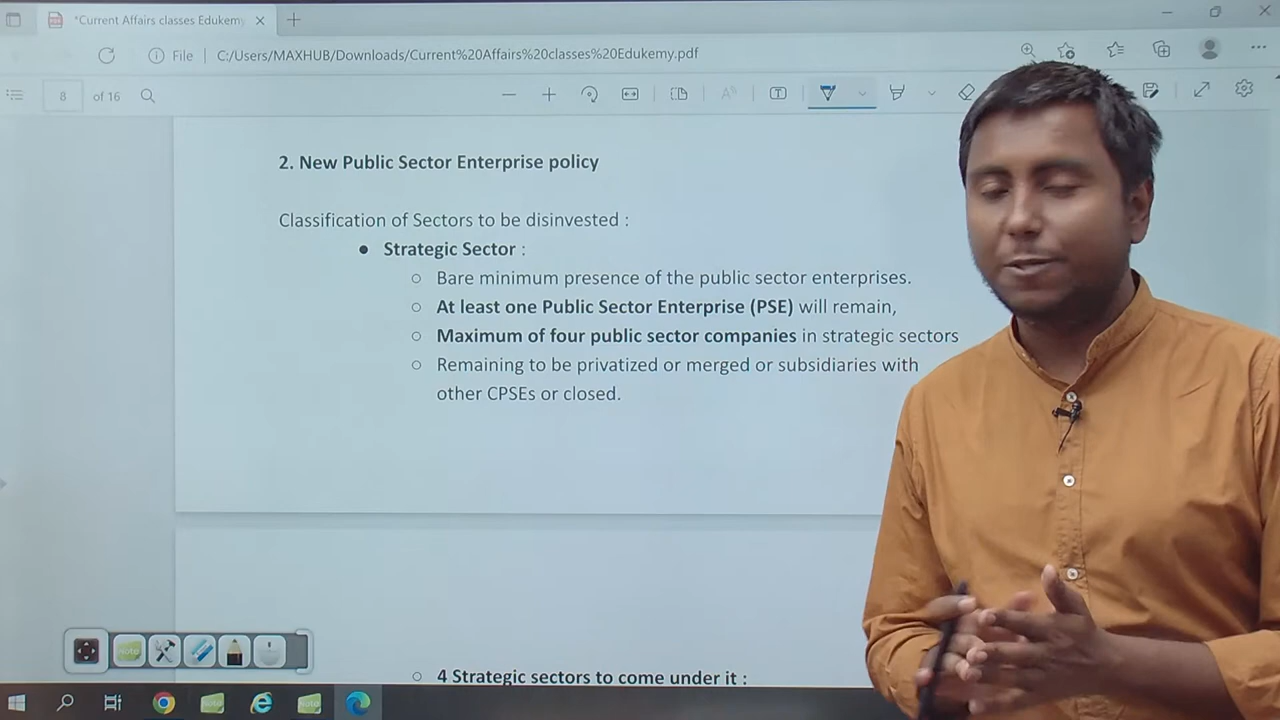 *Current Affairs classes Edukemy
File
C:/Users/MAXHUB/Downloads/Current%20Affairs%20classes%20Edukemy.pdf
8 of 16
2. New Public Sector Enterprise policy
Classification of Sectors to be disinvested :
● Strategic Sector :
○ Bare minimum presence of the public sector enterprises.
○ At least one Public Sector Enterprise (PSE) will remain,
○ Maximum of four public sector companies in strategic sectors
○ Remaining to be privatized or merged or subsidiaries with
other CPSEs or closed.
○ 4 Strategic sectors to come under it :
Note